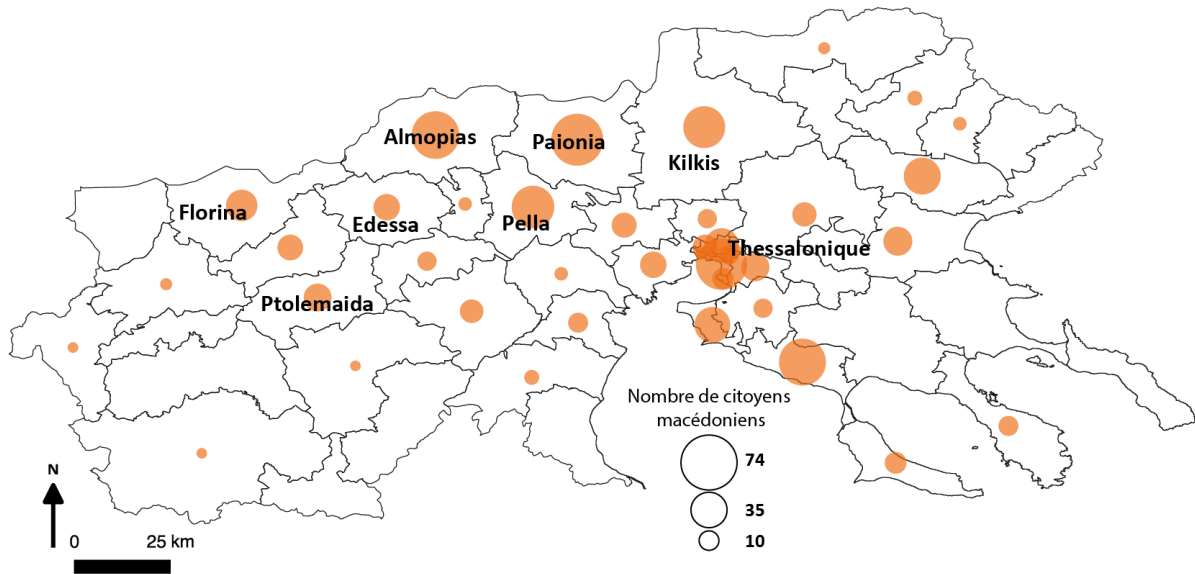 Almopias
Paionia
Kilkis
Florina
Edessa
Pella
Thessalonique
Ptolemaida
Nombre de citoyens
macédoniens
74
35
10
N
0 25 km